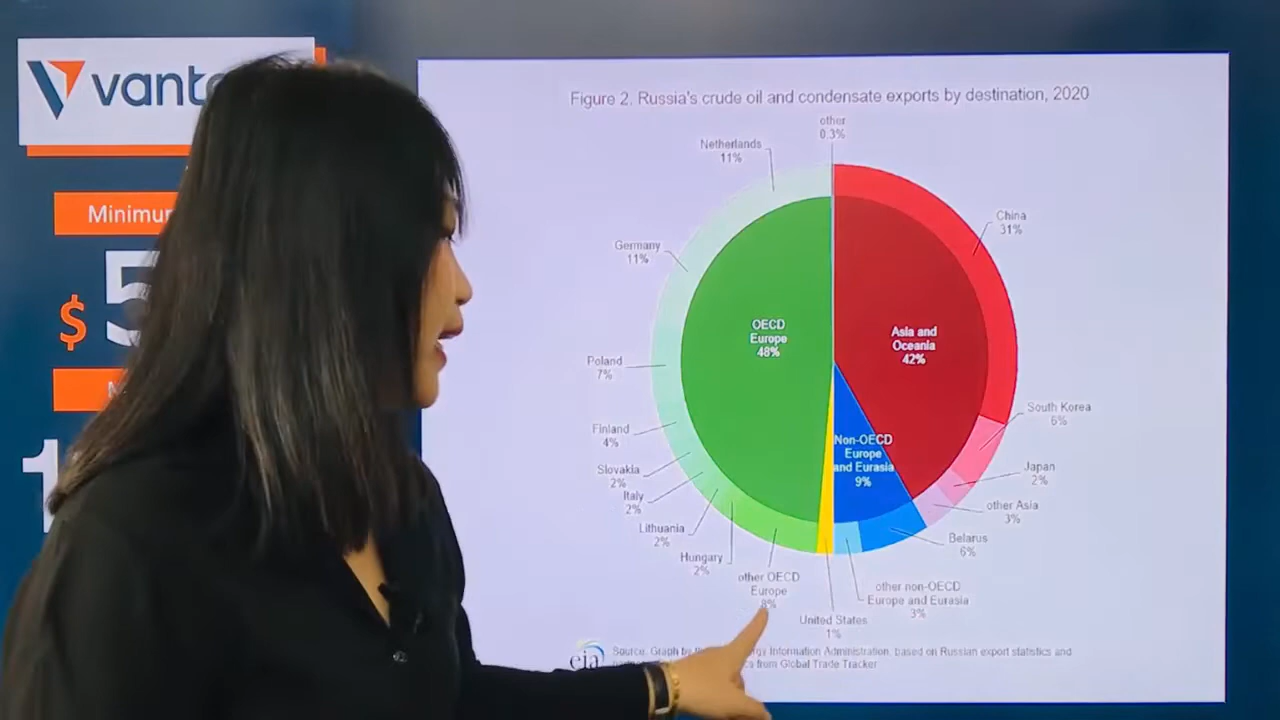 Figure 2. Russia's crude oil and condensate exports by destination, 2020
other
0.3%
Netherlands
11%
Germany
11%
Poland
7%
Finland
4%
Slovakia
2%
Italy
2%
Lithuania
2%
Hungary
2%
other OECD
Europe
8%
United States
1%
other non-OECD
Europe and Eurasia
3%
Belarus
6%
other Asia
3%
Japan
2%
South Korea
6%
China
31%
OECD
Europe
48%
Asia and
Oceania
42%
Non-OECD
Europe
and Eurasia
9%
eia
Source: Graph by Information Administration, based on Russian export statistics and
from Global Trade Tracker
$ 5